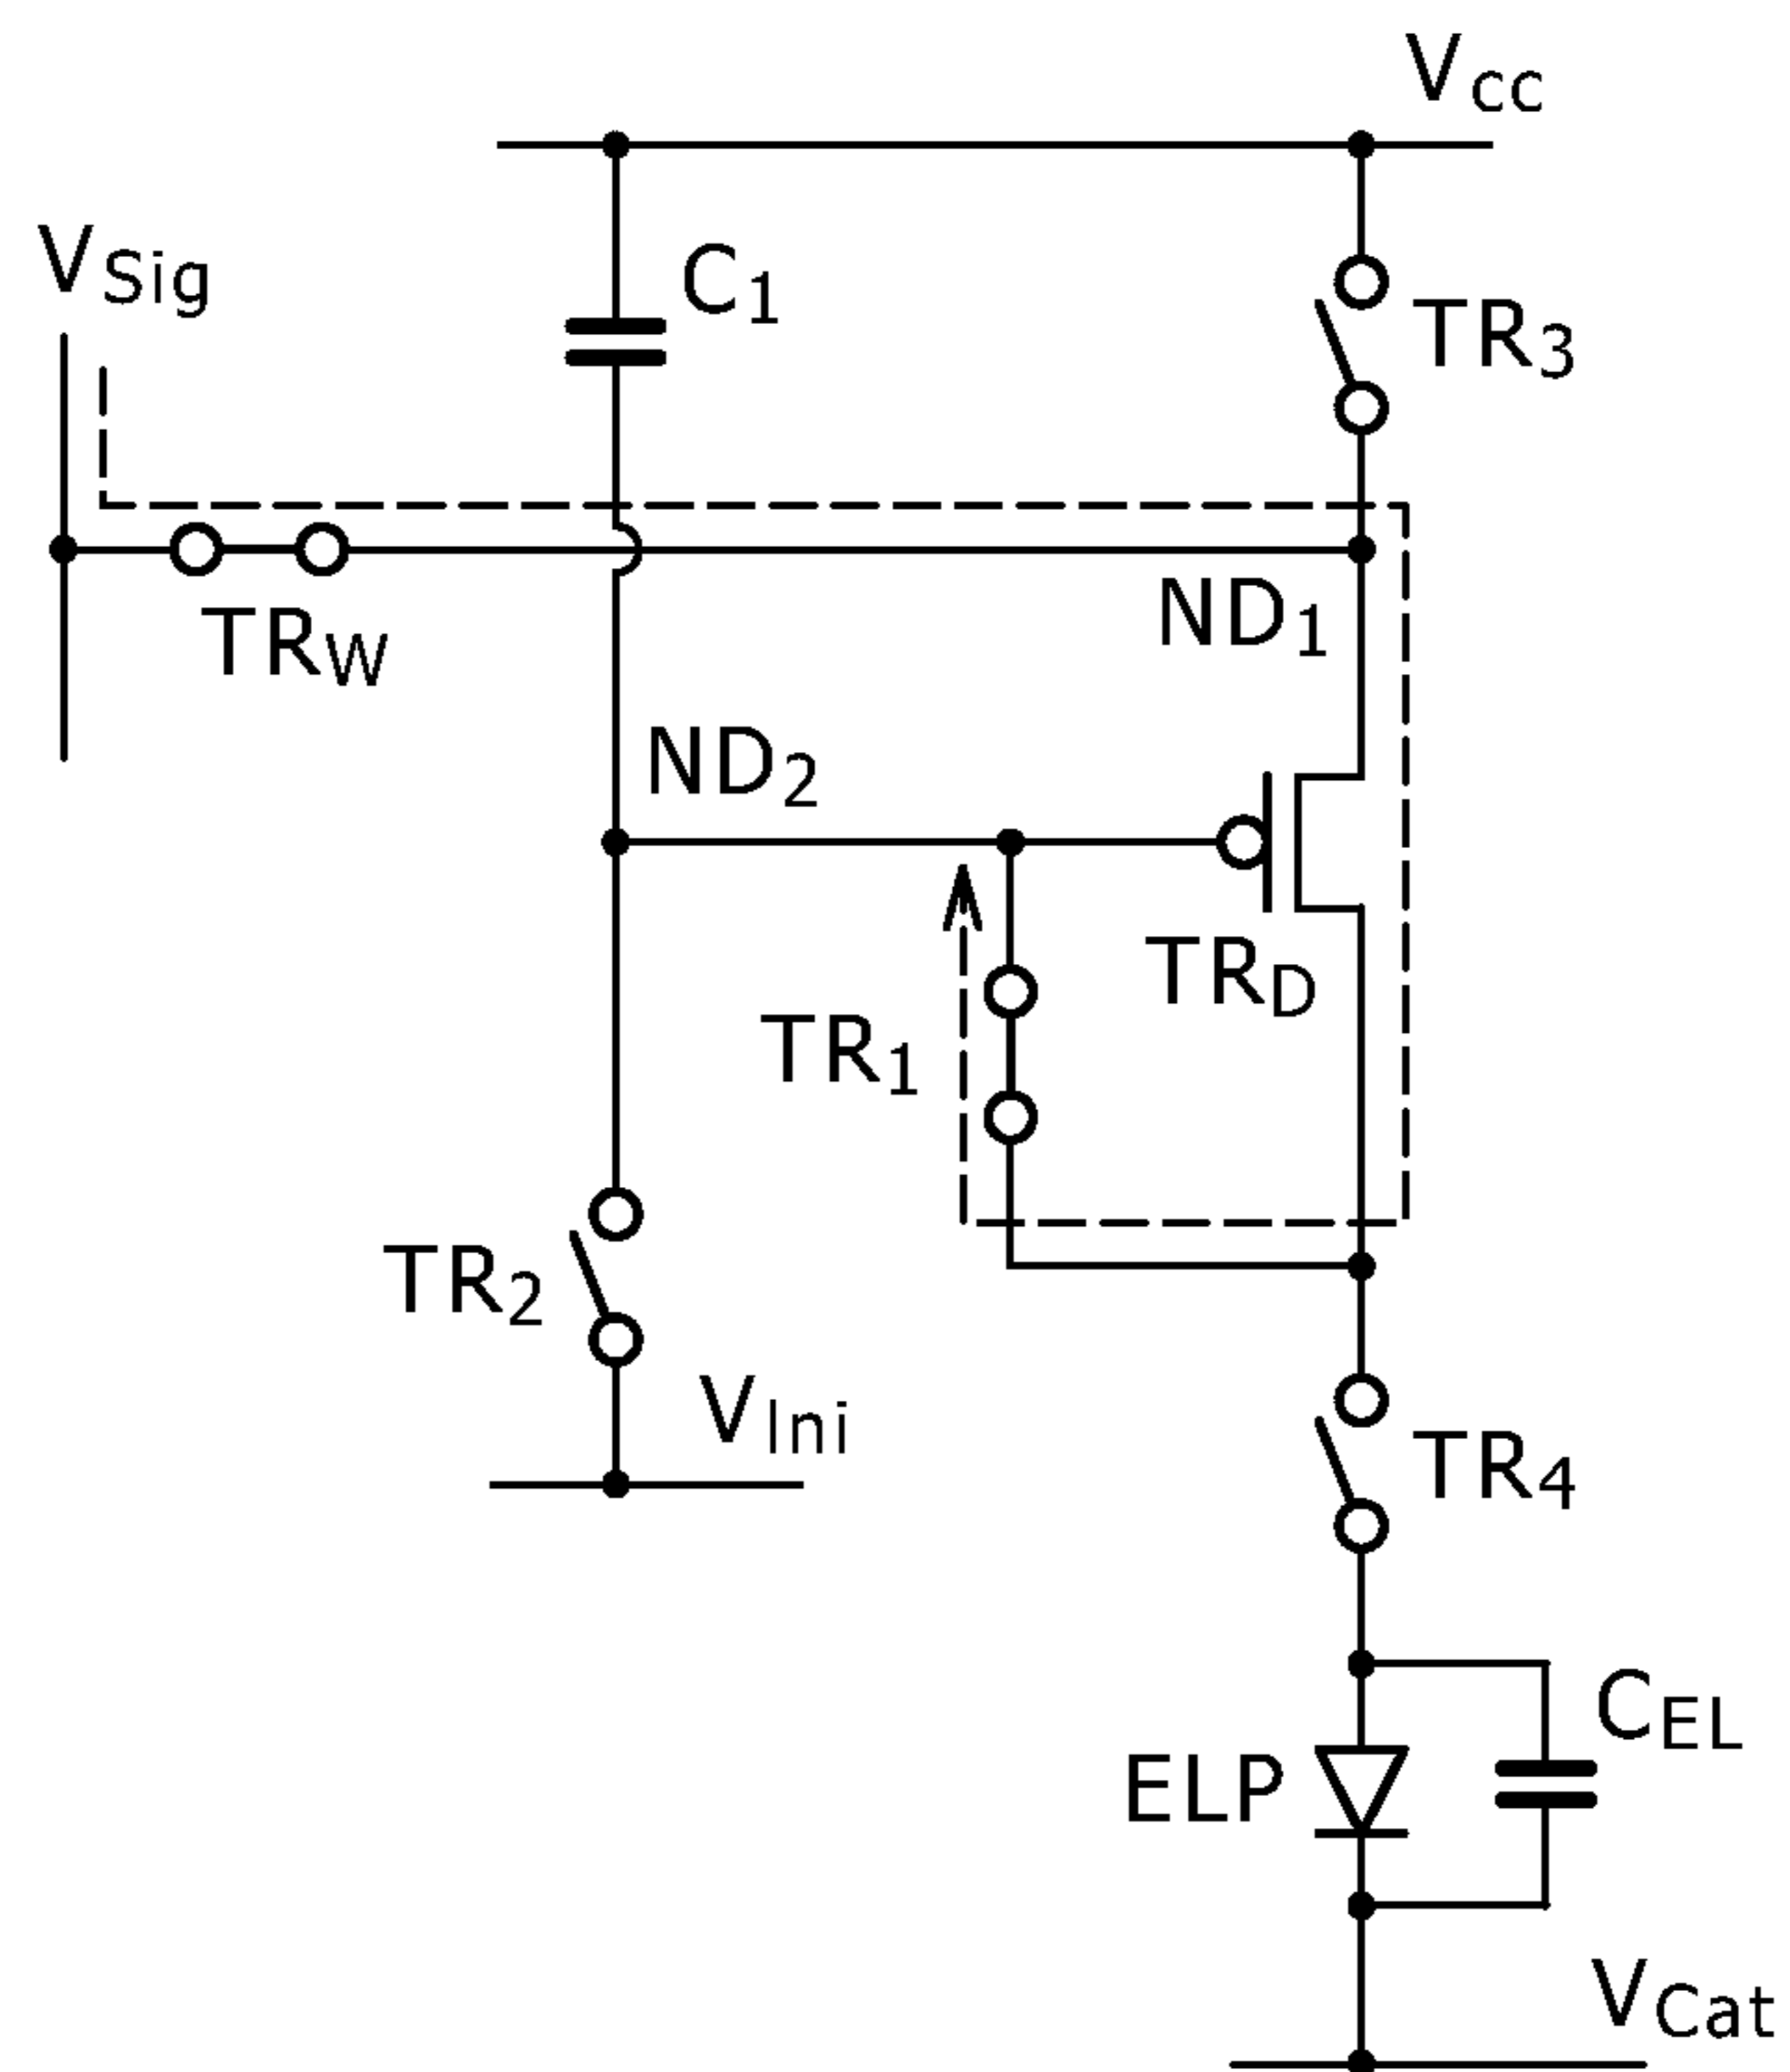 Vcc
VSig
C1
TR3
ND1
TRW
ND2
TRD
TR1
TR2
VIni
TR4
CEL
ELP
VCat